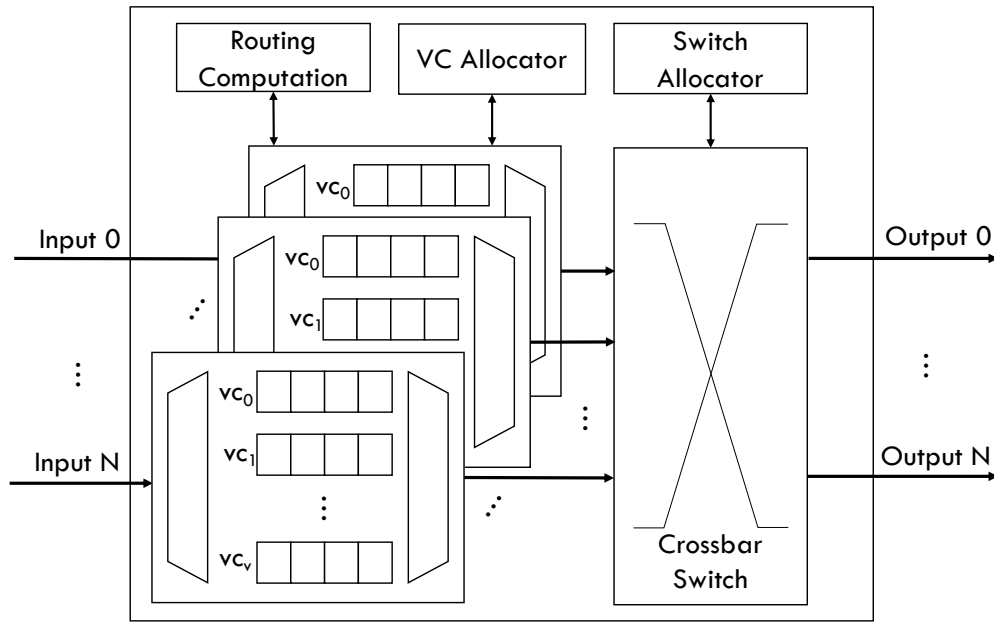 Routing
Computation
VC Allocator
Switch
Allocator
vc₀
Input 0
vc₀
Output 0
vc₁
vc₀
Input N
vc₁
Output N
vcᵥ
Crossbar
Switch